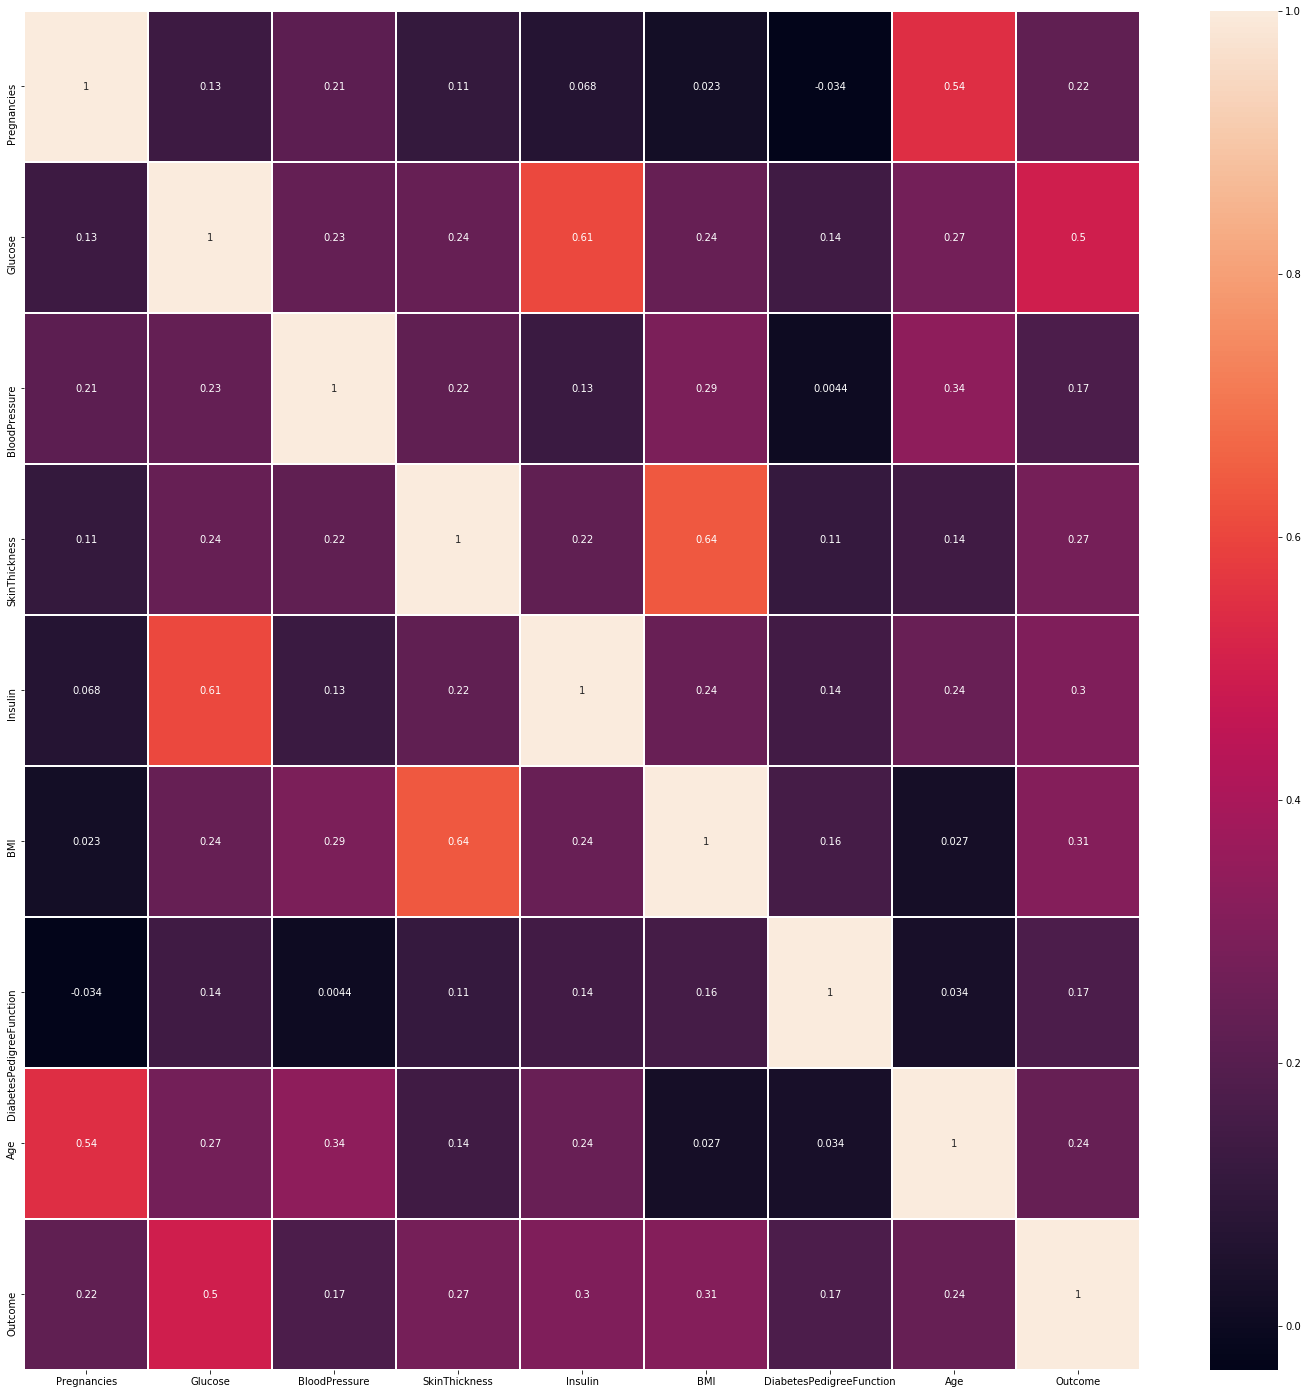 Pregnancies 1 0.13 0.21 0.11 0.068 0.023 -0.034 0.54 0.22
Glucose 0.13 1 0.23 0.24 0.61 0.24 0.14 0.27 0.5
BloodPressure 0.21 0.23 1 0.22 0.13 0.29 0.0044 0.34 0.17
SkinThickness 0.11 0.24 0.22 1 0.22 0.64 0.11 0.14 0.27
Insulin 0.068 0.61 0.13 0.22 1 0.24 0.14 0.24 0.3
BMI 0.023 0.24 0.29 0.64 0.24 1 0.16 0.027 0.31
DiabetesPedigreeFunction -0.034 0.14 0.0044 0.11 0.14 0.16 1 0.034 0.17
Age 0.54 0.27 0.34 0.14 0.24 0.027 0.034 1 0.24
Outcome 0.22 0.5 0.17 0.27 0.3 0.31 0.17 0.24 1
Pregnancies Glucose BloodPressure SkinThickness Insulin BMI DiabetesPedigreeFunction Age Outcome
1.0
0.8
0.6
0.4
0.2
0.0